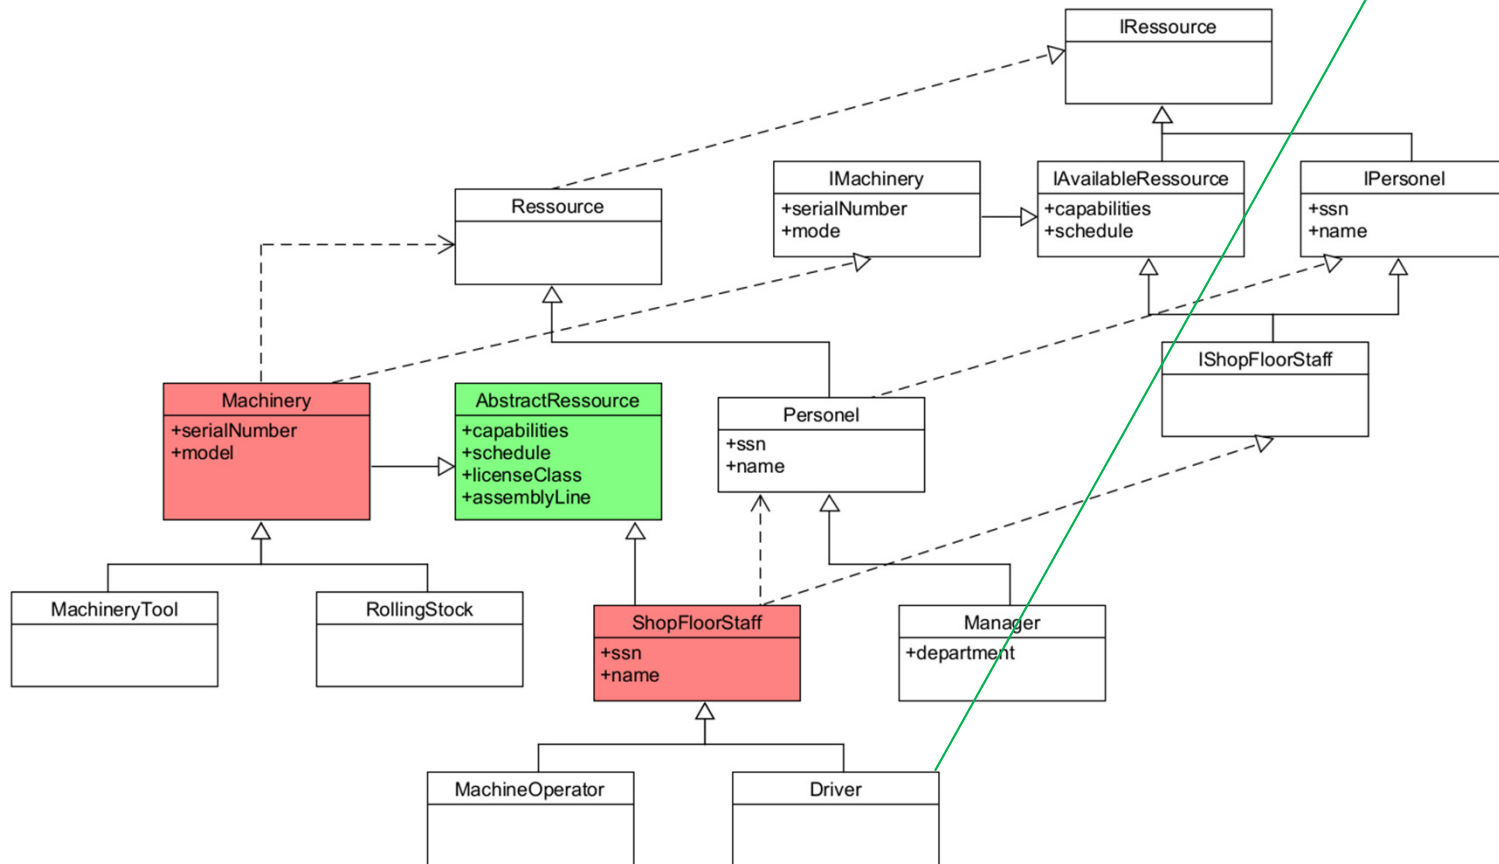 IRessource
IMachinery
+serialNumber
+mode
IAvailableRessource
+capabilities
+schedule
IPersonel
+ssn
+name
Ressource
IShopFloorStaff
Machinery
+serialNumber
+model
AbstractRessource
+capabilities
+schedule
+licenseClass
+assemblyLine
Personel
+ssn
+name
MachineryTool
RollingStock
ShopFloorStaff
+ssn
+name
Manager
+department
MachineOperator
Driver